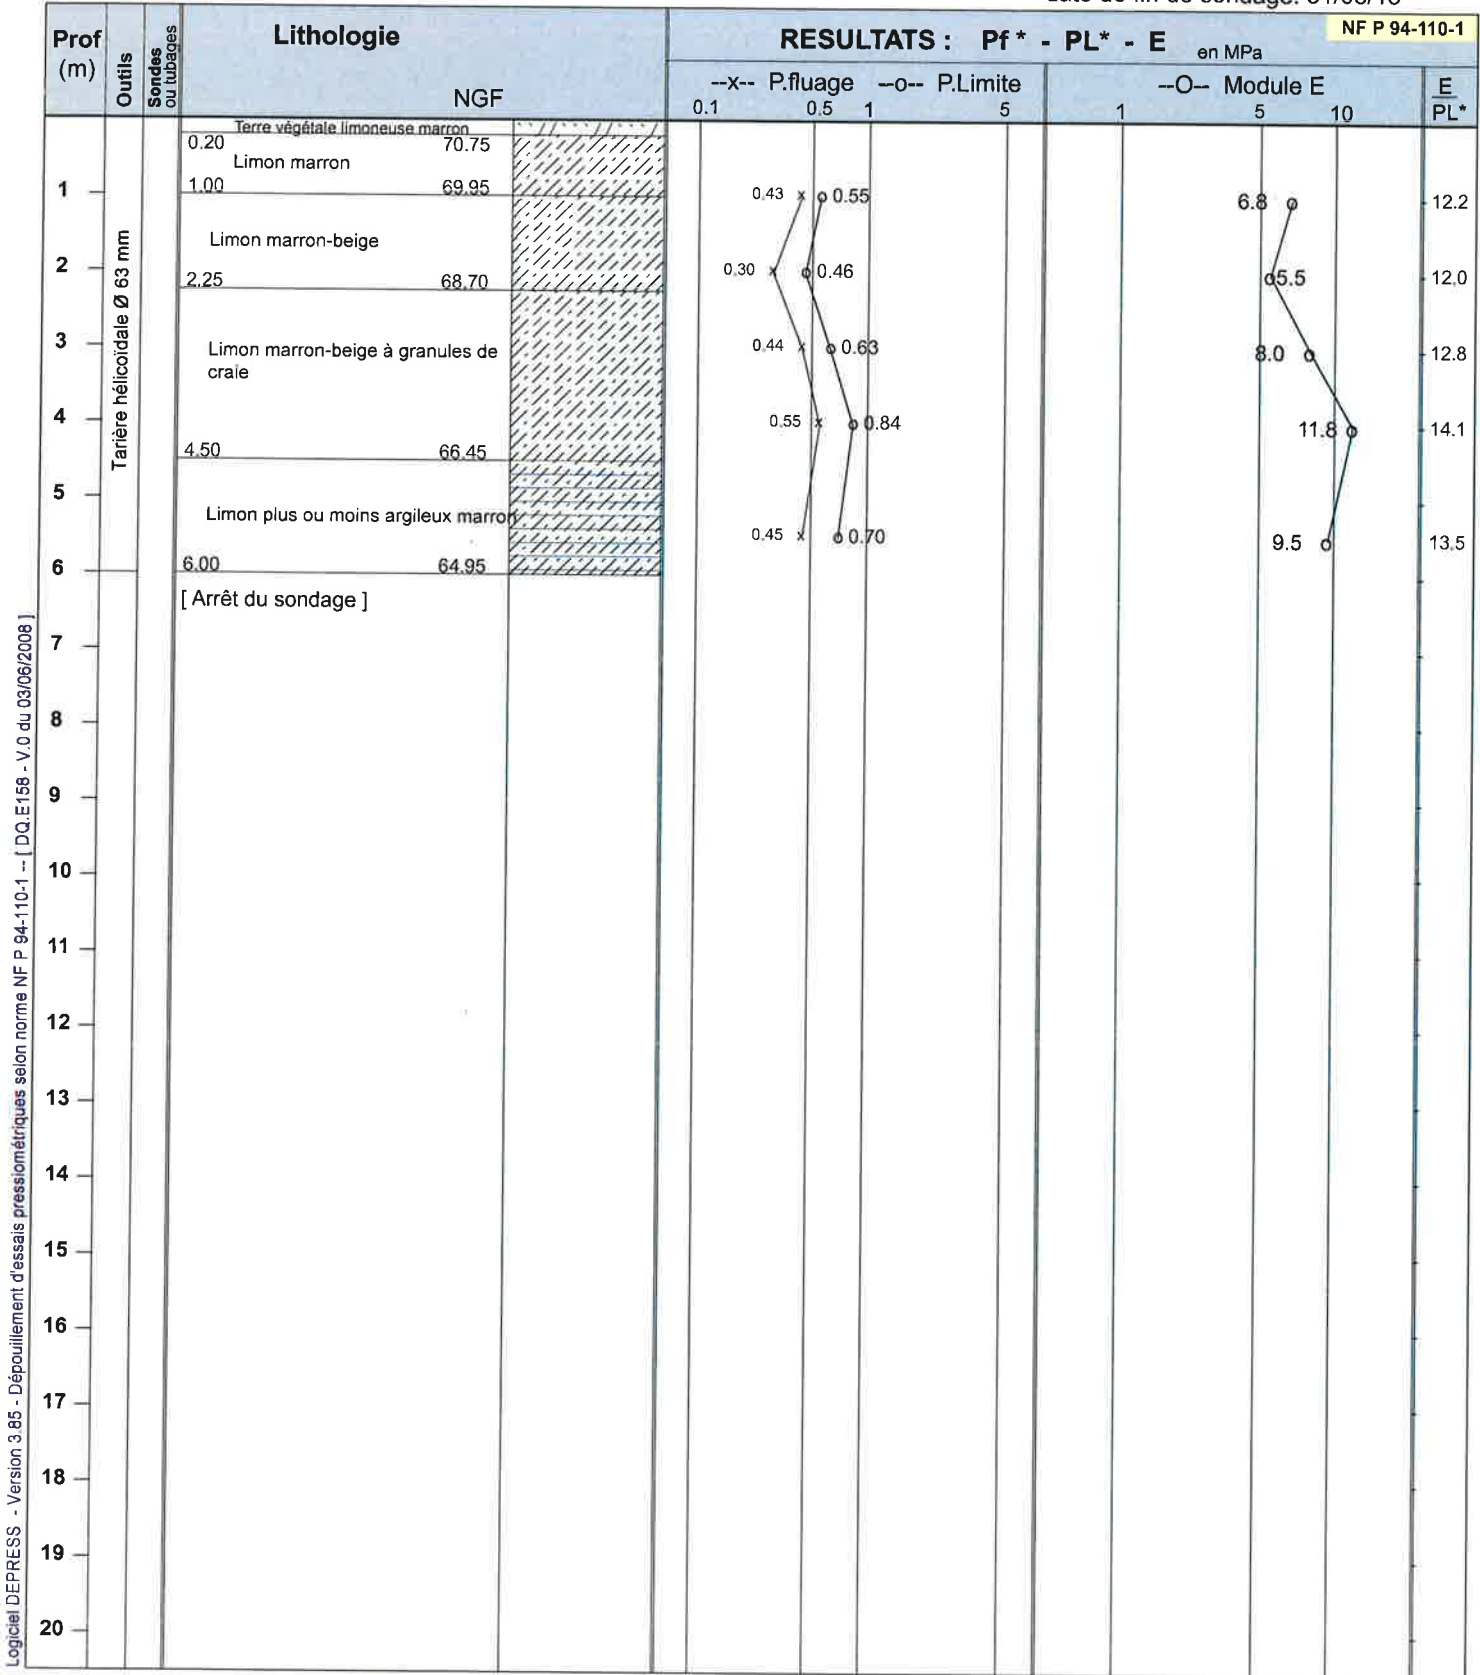 NF P 94-110-1
Prof
(m)
Outils
Sondes
ou tubages
Lithologie
NGF
RESULTATS : Pf* - PL* - E en MPa
--x-- P.fluage --o-- P.Limite
--O-- Module E
E
PL*
0.1 0.5 1 5
1 5 10
Terre végétale limoneuse marron
0.20 70.75
Limon marron
1.00 69.95
Limon marron-beige
2.25 68.70
Limon marron-beige à granules de
craie
4.50 66.45
Limon plus ou moins argileux marron
6.00 64.95
[ Arrêt du sondage ]
Tarière hélicoïdale Ø 63 mm
0.43 0.55 6.8 12.2
0.30 0.46 5.5 12.0
0.44 0.63 8.0 12.8
0.55 0.84 11.8 14.1
0.45 0.70 9.5 13.5
1
2
3
4
5
6
7
8
9
10
11
12
13
14
15
16
17
18
19
20
Logiciel DEPRESS - Version 3.85 - Dépouillement d'essais pressiométriques selon norme NF P 94-110-1 -- [ DQ.E158 - V.0 du 03/06/2008 ]